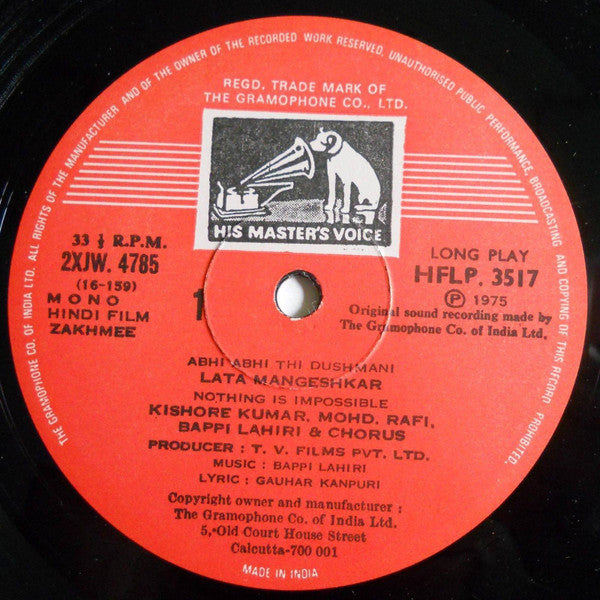 THE GRAMOPHONE CO. OF INDIA LTD. ALL RIGHTS OF THE MANUFACTURER AND OF THE OWNER OF THE RECORDED WORK RESERVED. UNAUTHORISED PUBLIC PERFORMANCE, BROADCASTING AND COPYING OF THIS RECORD PROHIBITED.
REGD. TRADE MARK OF
THE GRAMOPHONE CO., LTD.
HIS MASTER'S VOICE
33 ⅓ R.P.M.
2XJW. 4785
(16-159)
MONO
HINDI FILM
ZAKHMEE
1
LONG PLAY
HFLP. 3517
℗ 1975
Original sound recording made by
The Gramophone Co. of India Ltd.
ABHI ABHI THI DUSHMANI
LATA MANGESHKAR
NOTHING IS IMPOSSIBLE
KISHORE KUMAR, MOHD. RAFI,
BAPPI LAHIRI & CHORUS
PRODUCER : T. V. FILMS PVT. LTD.
MUSIC : BAPPI LAHIRI
LYRIC : GAUHAR KANPURI
Copyright owner and manufacturer :
The Gramophone Co. of India Ltd.
5, Old Court House Street
Calcutta-700 001
MADE IN INDIA